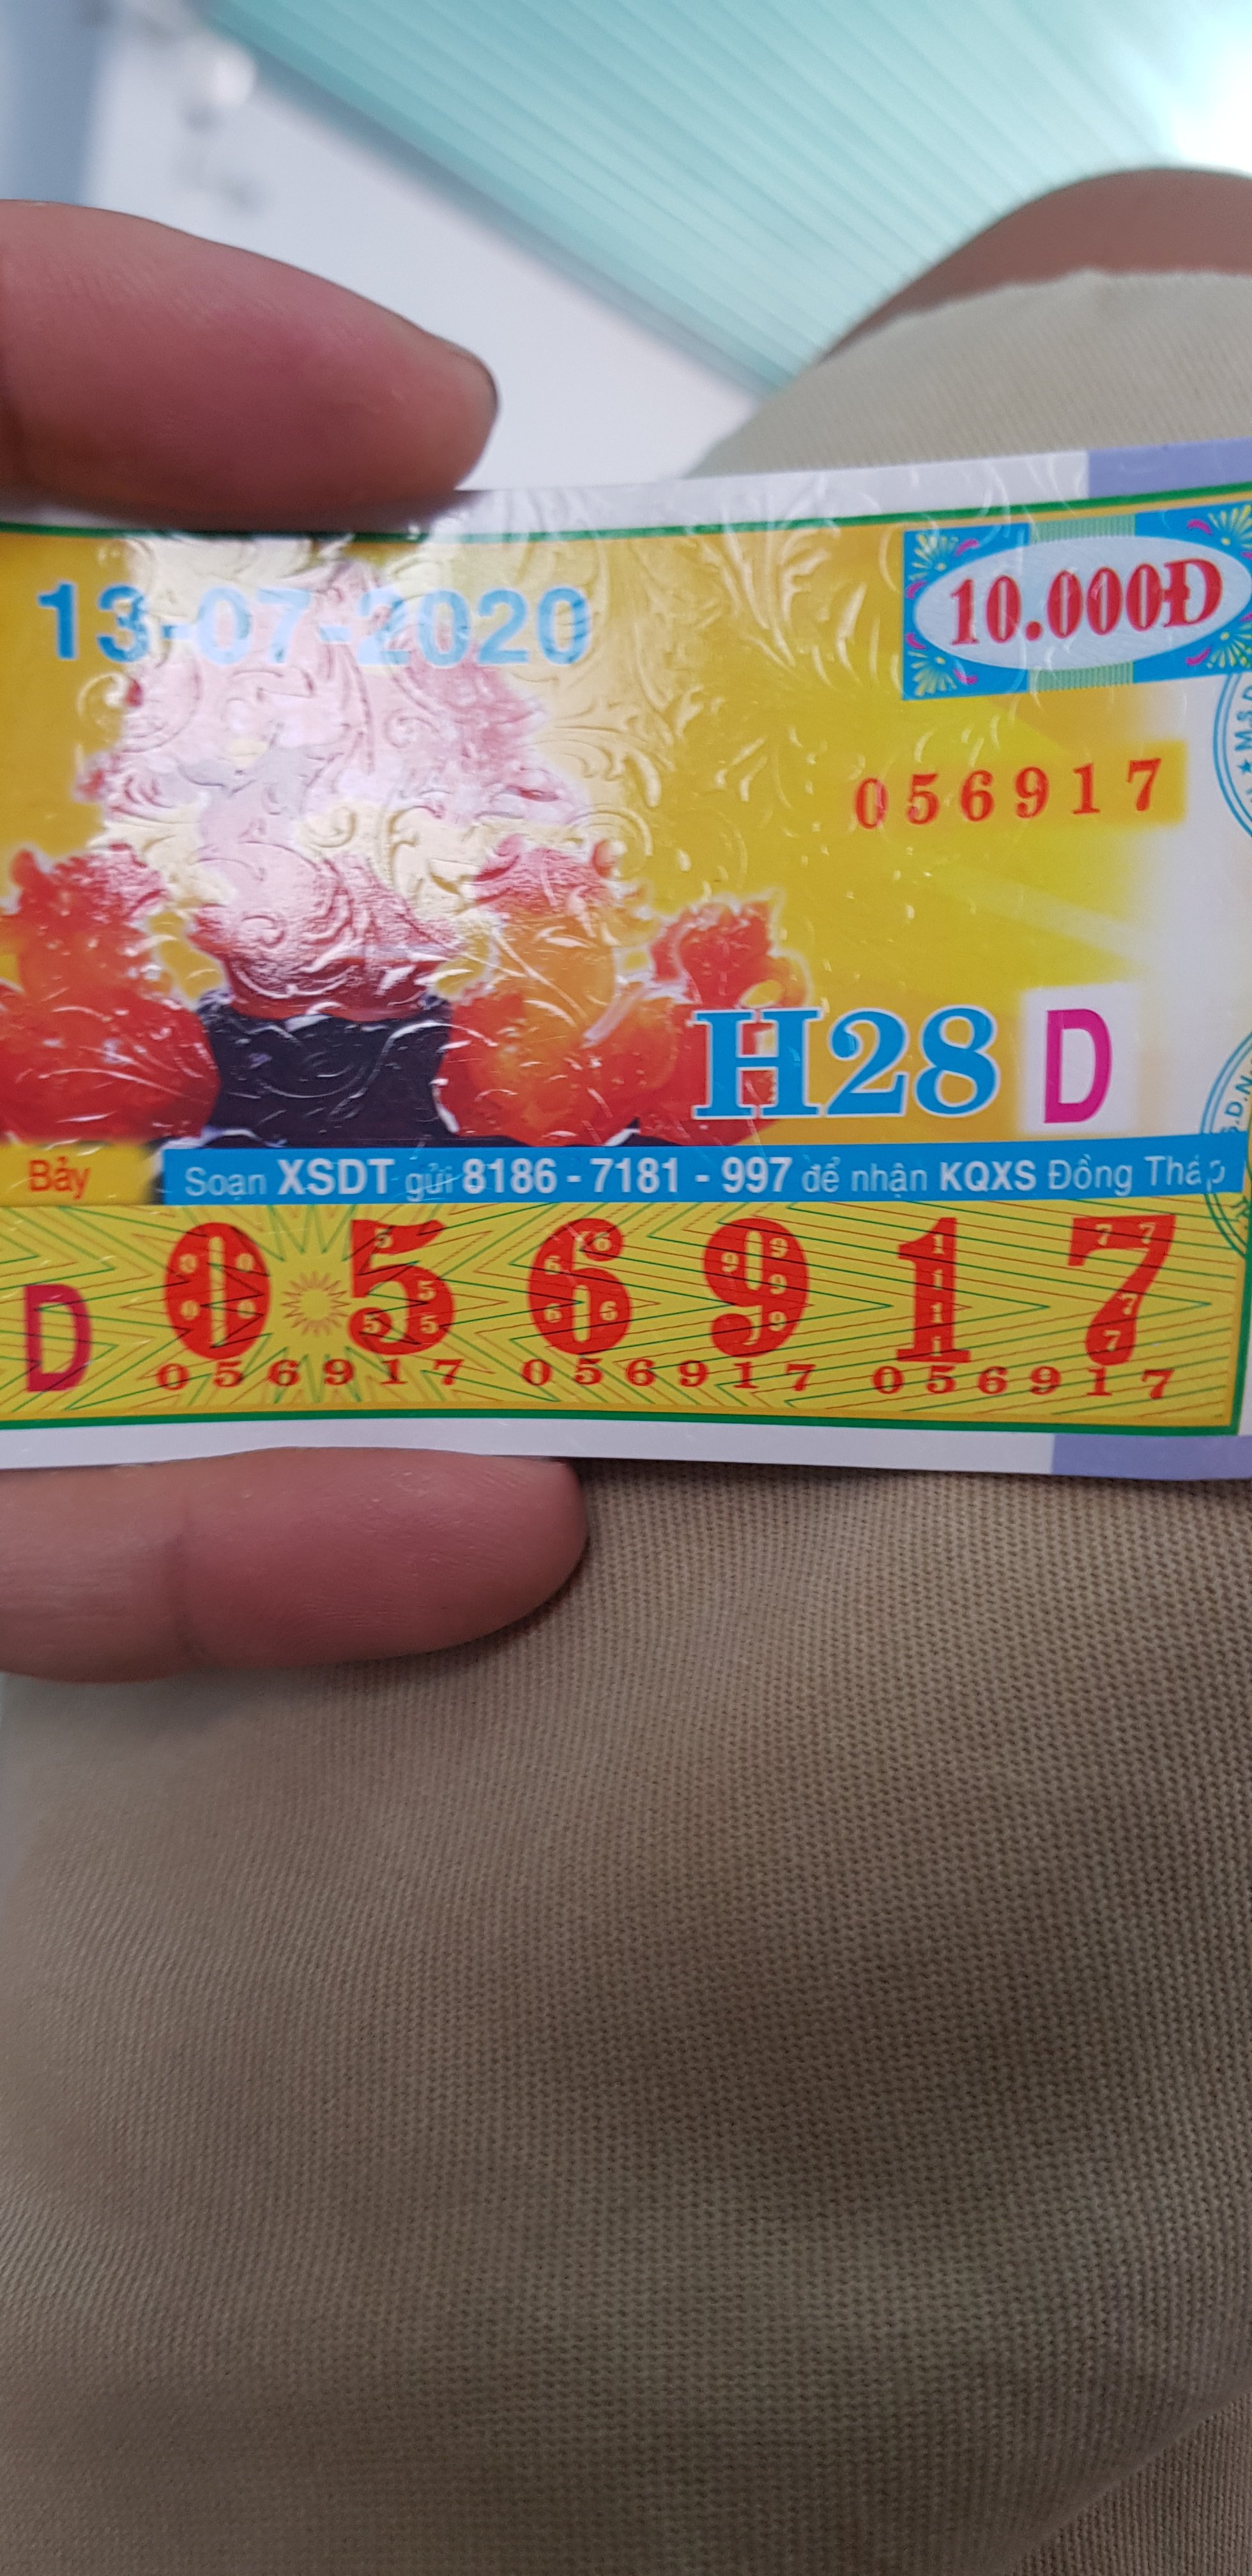 13-07-2020
10.000Đ
056917
H28 D
Bảy
Soạn XSDT gửi 8186 - 7181 - 997 để nhận KQXS Đồng Tháp
D 056917
056917 056917 056917